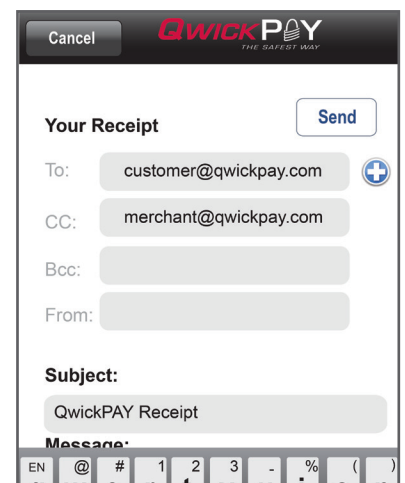 Cancel
QWICKPAY
THE SAFEST WAY
Send
Your Receipt
To: customer@qwickpay.com
CC: merchant@qwickpay.com
Bcc:
From:
Subject:
QwickPAY Receipt
Message:
EN @ # 1 2 3 - % ( )